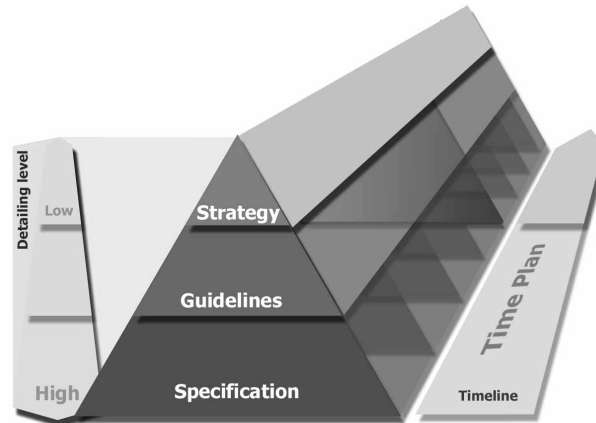 Detailing level
Low
High
Strategy
Guidelines
Specification
Time Plan
Timeline